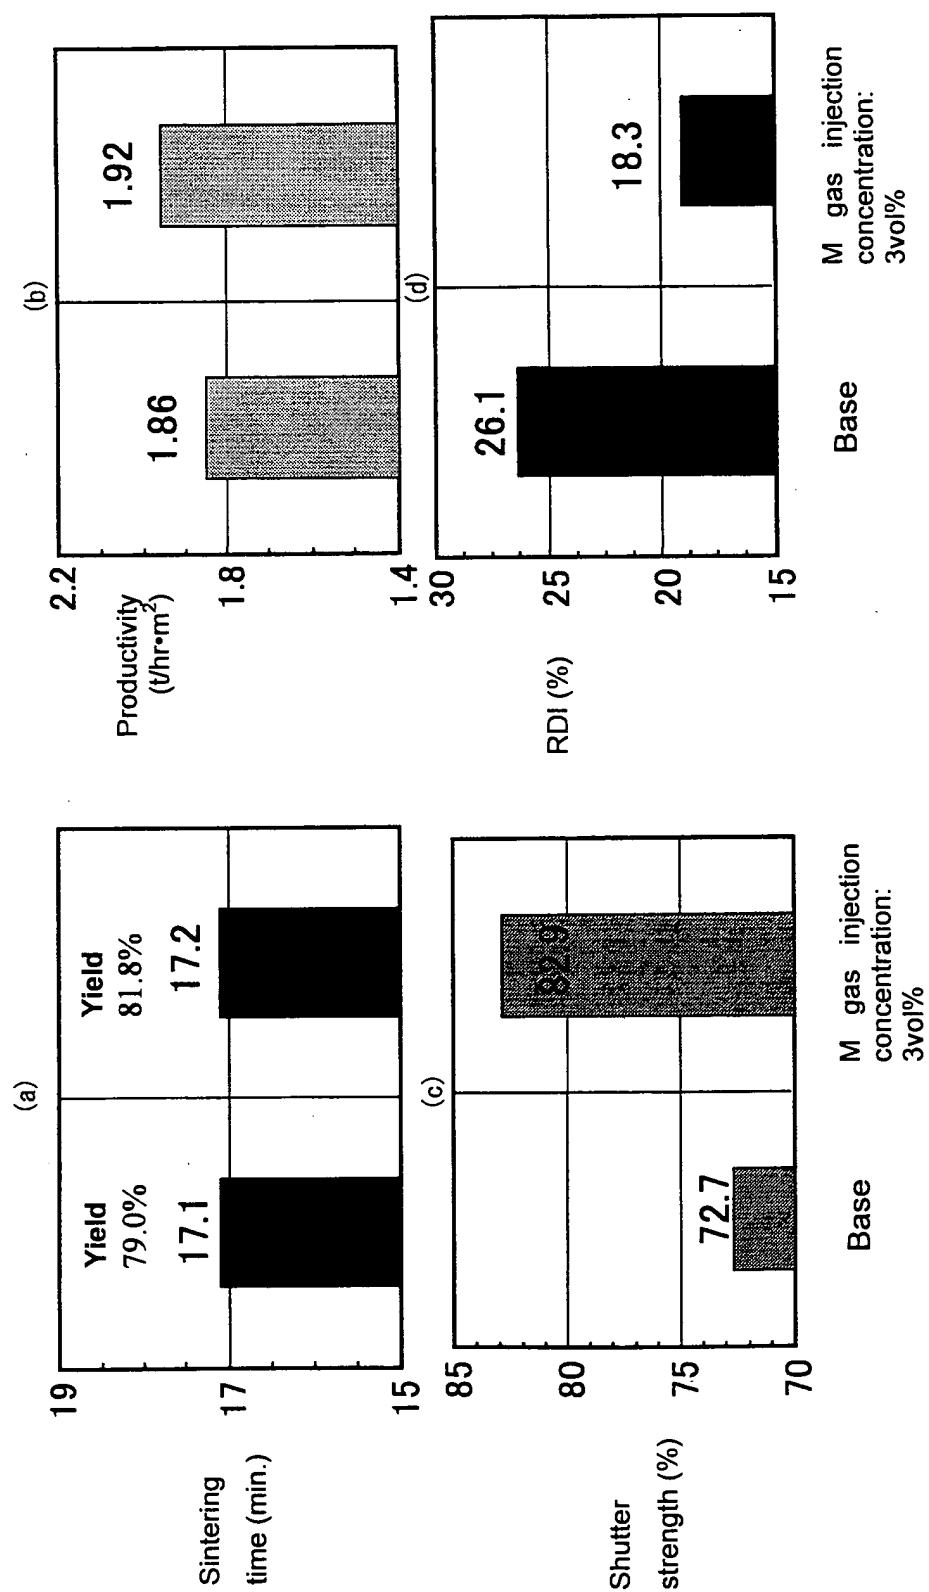 (a)
Sintering
time (min.)
19
17
15
Yield
79.0%
17.1
Yield
81.8%
17.2
(b)
Productivity
(t/hr•m²)
2.2
1.8
1.4
1.86
1.92
(c)
Shutter
strength (%)
85
80
75
70
72.7
82.9
Base
M gas injection
concentration:
3vol%
(d)
RDI (%)
30
25
20
15
26.1
18.3
Base
M gas injection
concentration:
3vol%